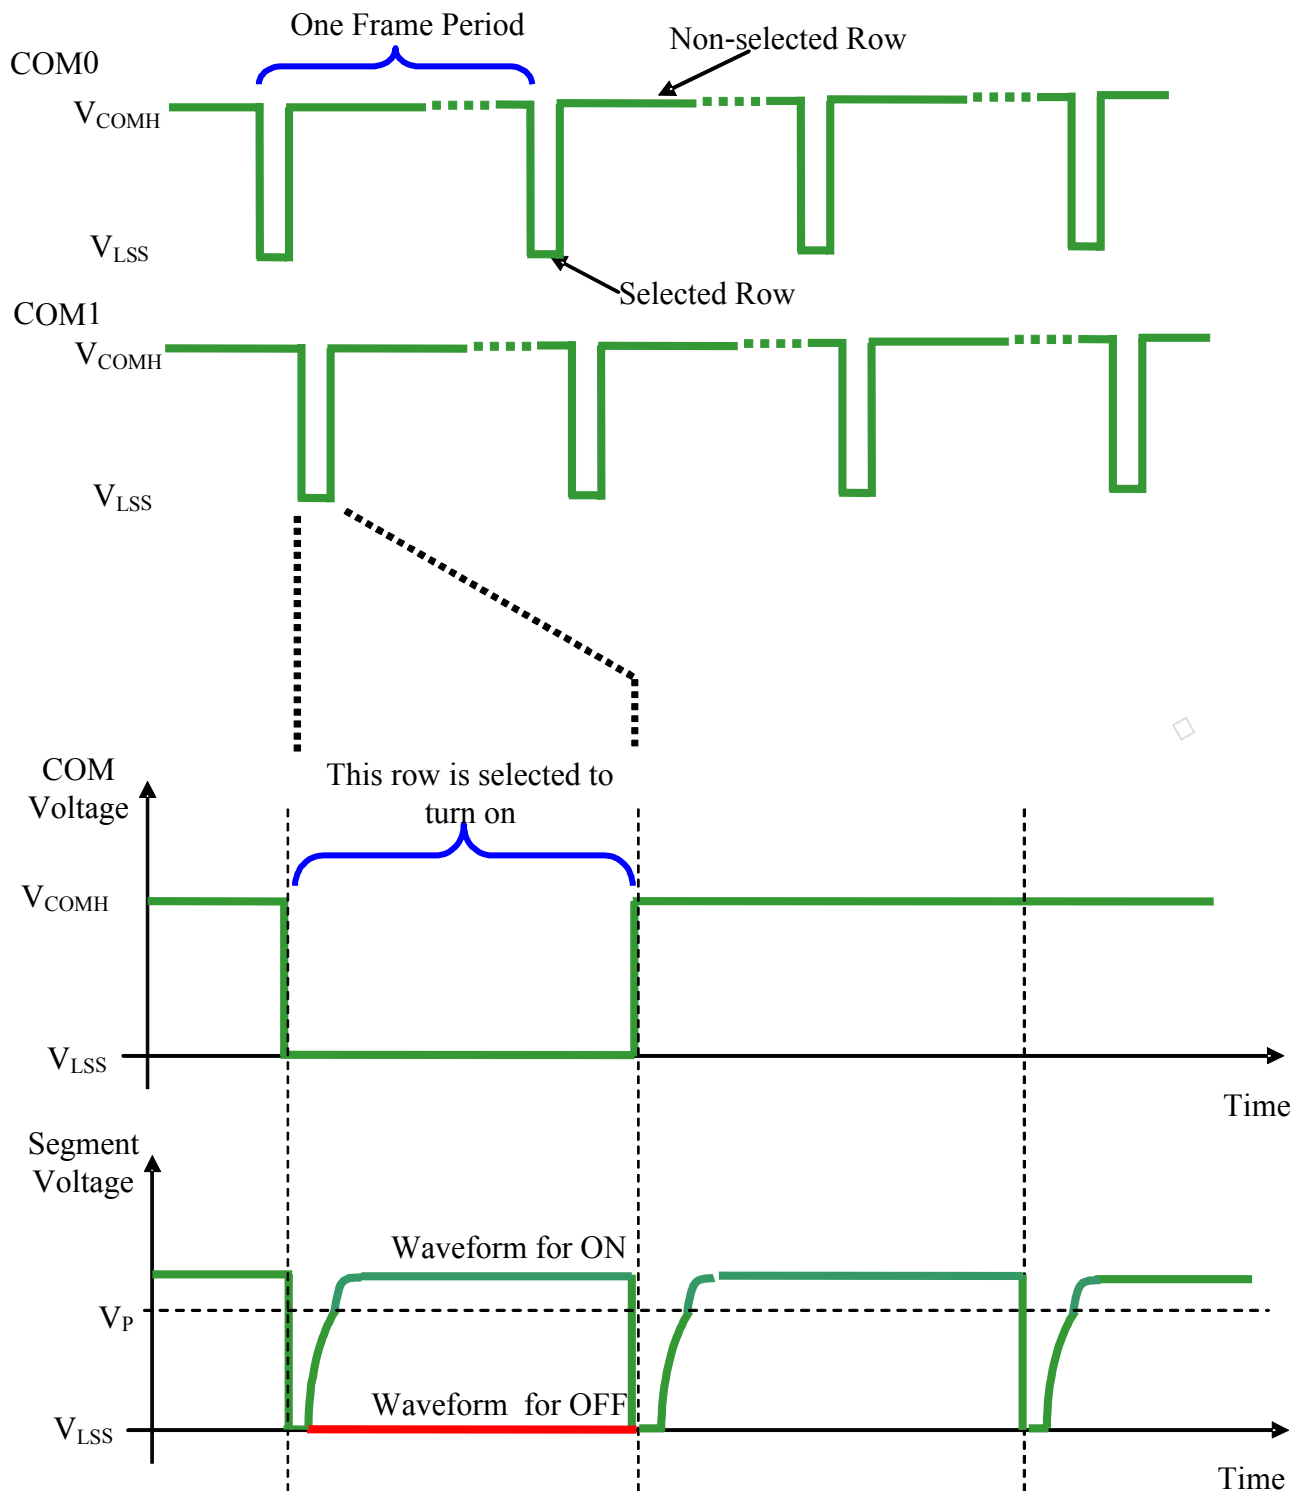 One Frame Period
Non-selected Row
COM0
VCOMH
VLSS
Selected Row
COM1
VCOMH
VLSS
COM
Voltage
This row is selected to
turn on
VCOMH
VLSS
Time
Segment
Voltage
Waveform for ON
VP
Waveform for OFF
VLSS
Time